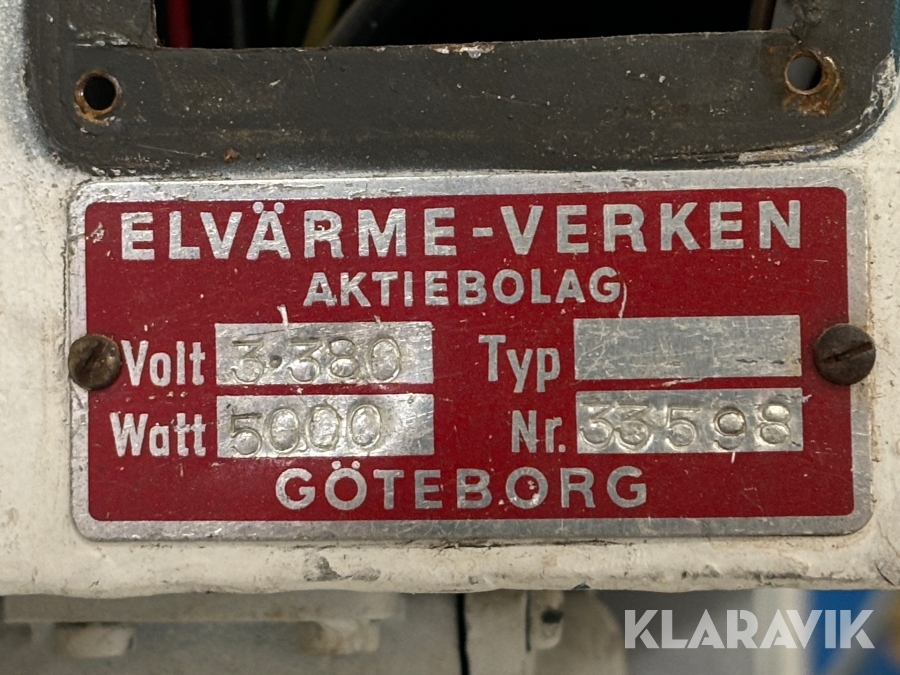 ELVÄRME-VERKEN
AKTIEBOLAG
Volt 3·380 Typ
Watt 5000 Nr. 33598
GÖTEBORG
KLARAVIK